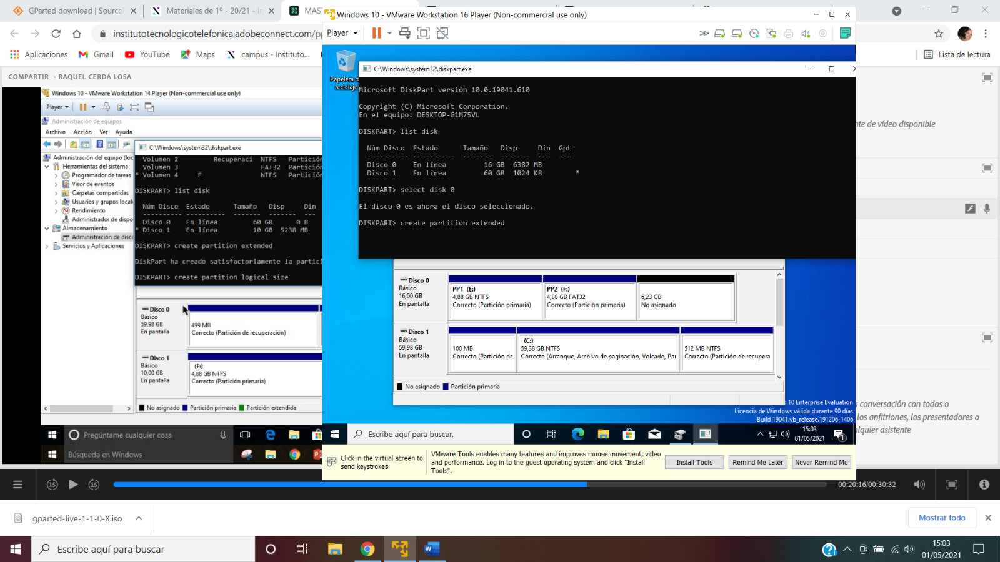 GParted download | SourceF
Materiales de 1º - 20/21 - In
MAS
institutotecnologicotelefonica.adobeconnect.com/pp
Aplicaciones
Gmail
YouTube
Maps
campus - Instituto...
Lista de lectura
COMPARTIR - RAQUEL CERDÁ LOSA
Windows 10 - VMware Workstation 14 Player (Non-commercial use only)
Player
Administración de equipos
Archivo Acción Ver Ayuda
Administración del equipo (loc
Herramientas del sistema
Programador de tareas
Visor de eventos
Carpetas compartidas
Usuarios y grupos locale
Rendimiento
Administrador de dispo
Almacenamiento
Administración de disco
Servicios y Aplicaciones
C:\Windows\system32\diskpart.exe
Volumen 2 Recuperaci NTFS Partición
Volumen 3 FAT32 Partición
* Volumen 4 F NTFS Partición
DISKPART> list disk
Núm Disco Estado Tamaño Disp Din
---------- ---------- ------- ------- ---
Disco 0 En línea 60 GB 0 B
* Disco 1 En línea 10 GB 5238 MB
DISKPART> create partition extended
DiskPart ha creado satisfactoriamente la partici
DISKPART> create partition logical size
Disco 0
Básico
59,98 GB
En pantalla
499 MB
Correcto (Partición de recuperación)
Disco 1
Básico
10,00 GB
En pantalla
(F:)
4,88 GB NTFS
Correcto (Partición primaria)
No asignado Partición primaria Partición extendida
Pregúntame cualquier cosa
Búsqueda en Windows
Windows 10 - VMware Workstation 16 Player (Non-commercial use only)
Player
Papelera d
reciclaje
C:\Windows\system32\diskpart.exe
Microsoft DiskPart versión 10.0.19041.610
Copyright (C) Microsoft Corporation.
En el equipo: DESKTOP-G1M75VL
DISKPART> list disk
Núm Disco Estado Tamaño Disp Din Gpt
---------- ---------- ------- ------- --- ---
Disco 0 En línea 16 GB 6382 MB
Disco 1 En línea 60 GB 1024 KB *
DISKPART> select disk 0
El disco 0 es ahora el disco seleccionado.
DISKPART> create partition extended
Disco 0
Básico
16,00 GB
En pantalla
PP1 (E:)
4,88 GB NTFS
Correcto (Partición primaria)
PP2 (F:)
4,88 GB FAT32
Correcto (Partición primaria)
6,23 GB
No asignado
Disco 1
Básico
59,98 GB
En pantalla
100 MB
Correcto (Partición de
(C:)
59,38 GB NTFS
Correcto (Arranque, Archivo de paginación, Volcado, Par
512 MB NTFS
Correcto (Partición de recupera
No asignado Partición primaria
10 Enterprise Evaluation
Licencia de Windows válida durante 90 días
Build 19041.vb_release.191206-1406
Escribe aquí para buscar.
15:03
01/05/2021
1
Click in the virtual screen to
send keystrokes
VMware Tools enables many features and improves mouse movement, video
and performance. Log in to the guest operating system and click "Install
Tools".
Install Tools
Remind Me Later
Never Remind Me
nte de vídeo disponible
a conversación con todos o
los anfitriones, los presentadores o
alquier asistente
15
15
00:20:16/00:30:32
gparted-live-1-1-0-8.iso
Mostrar todo
Escribe aquí para buscar
15:03
01/05/2021